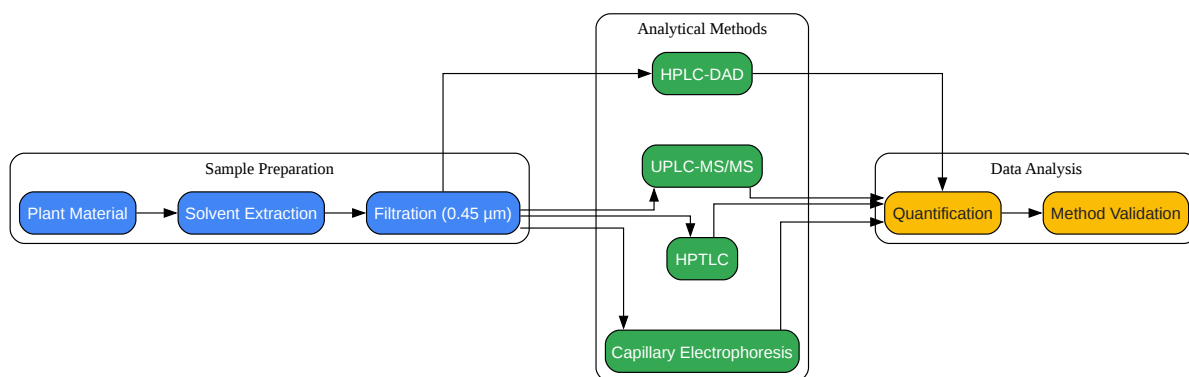 Analytical Methods
HPLC-DAD
Sample Preparation
UPLC-MS/MS
Data Analysis
Plant Material
Solvent Extraction
Filtration (0.45 µm)
Quantification
Method Validation
HPTLC
Capillary Electrophoresis